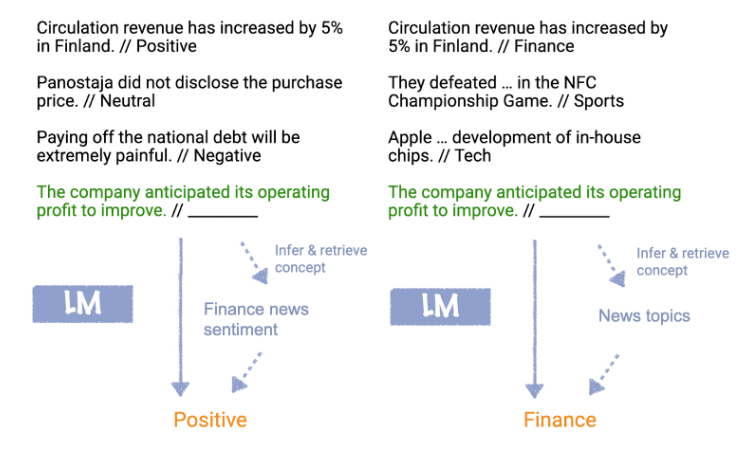 Circulation revenue has increased by 5%
in Finland. // Positive
Panostaja did not disclose the purchase
price. // Neutral
Paying off the national debt will be
extremely painful. // Negative
The company anticipated its operating
profit to improve. // ________
Infer & retrieve
concept
LM
Finance news
sentiment
Positive
Circulation revenue has increased by
5% in Finland. // Finance
They defeated … in the NFC
Championship Game. // Sports
Apple … development of in-house
chips. // Tech
The company anticipated its operating
profit to improve. // ________
Infer & retrieve
concept
LM
News topics
Finance